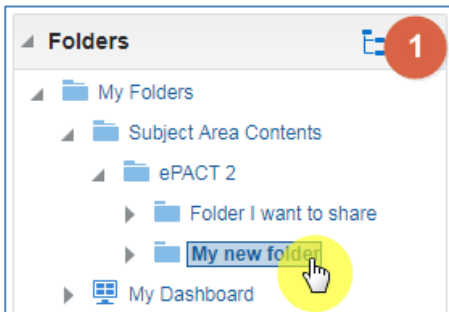 Folders
1
My Folders
Subject Area Contents
ePACT 2
Folder I want to share
My new folder
My Dashboard